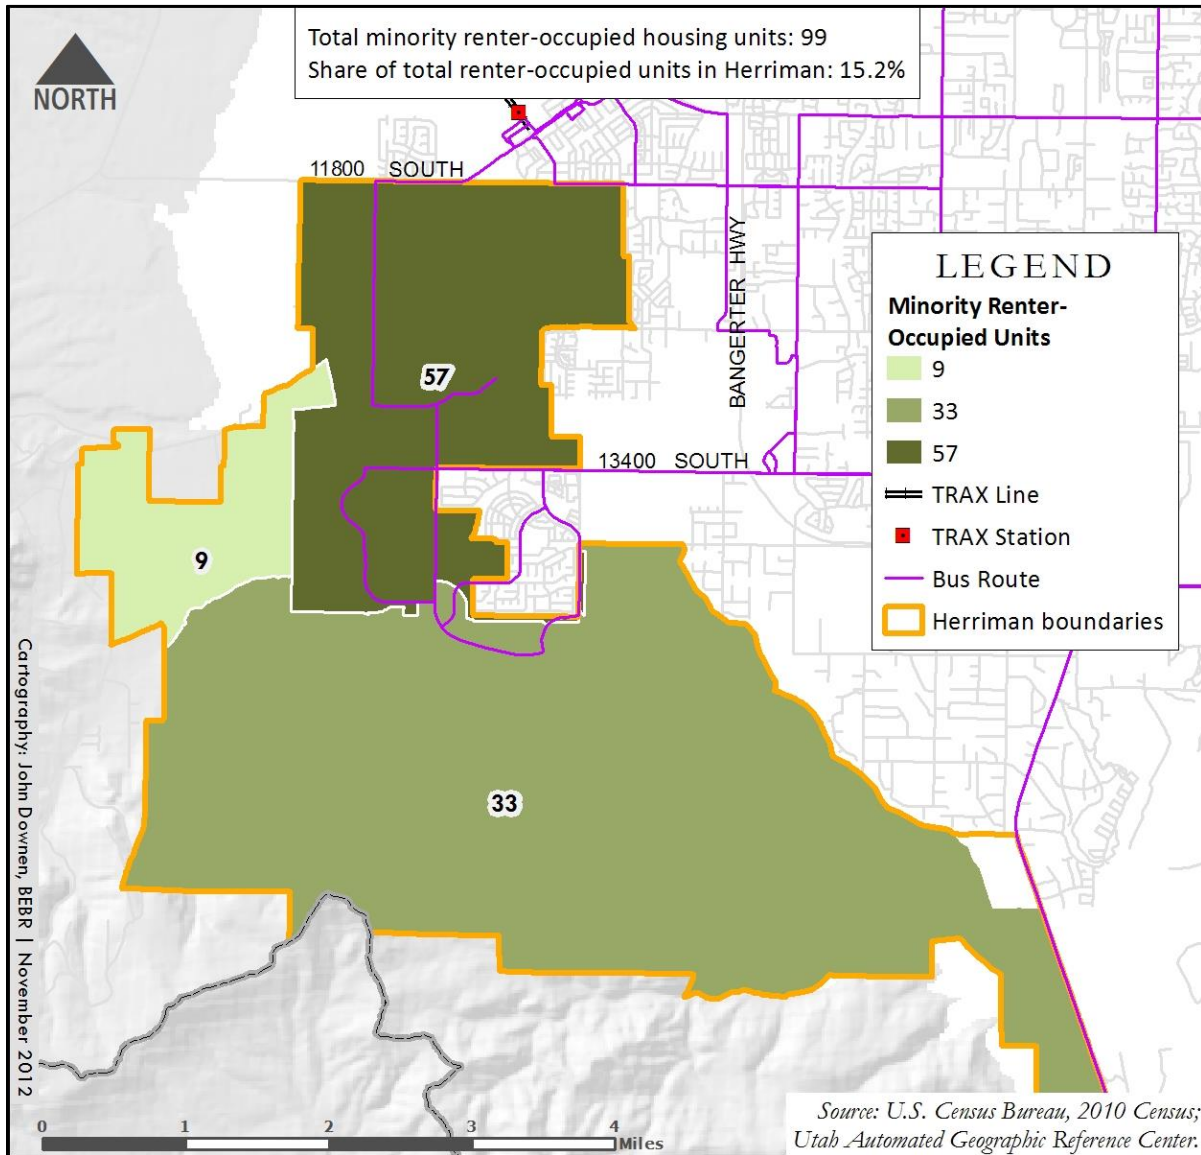 Total minority renter-occupied housing units: 99
Share of total renter-occupied units in Herriman: 15.2%
NORTH
11800 SOUTH
BANGERTER HWY
LEGEND
Minority Renter-
Occupied Units
9
33
57
TRAX Line
TRAX Station
Bus Route
Herriman boundaries
57
13400 SOUTH
9
33
Cartography: John Downen, BEBR | November 2012
0 1 2 3 4
Miles
Source: U.S. Census Bureau, 2010 Census;
Utah Automated Geographic Reference Center.